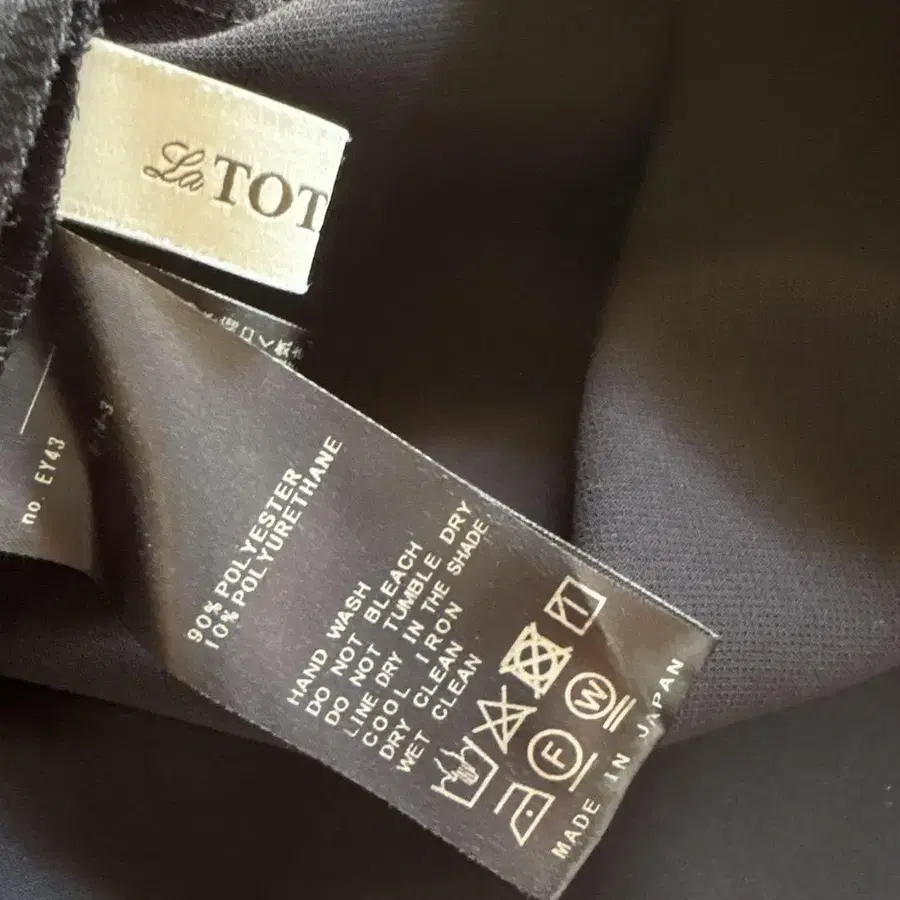 La TOT
no. EY43
90% POLYESTER
10% POLYURETHANE
HAND WASH
DO NOT BLEACH
DO NOT TUMBLE DRY
LINE DRY IN THE SHADE
COOL IRON
DRY CLEAN
WET CLEAN
F
W
MADE IN JAPAN